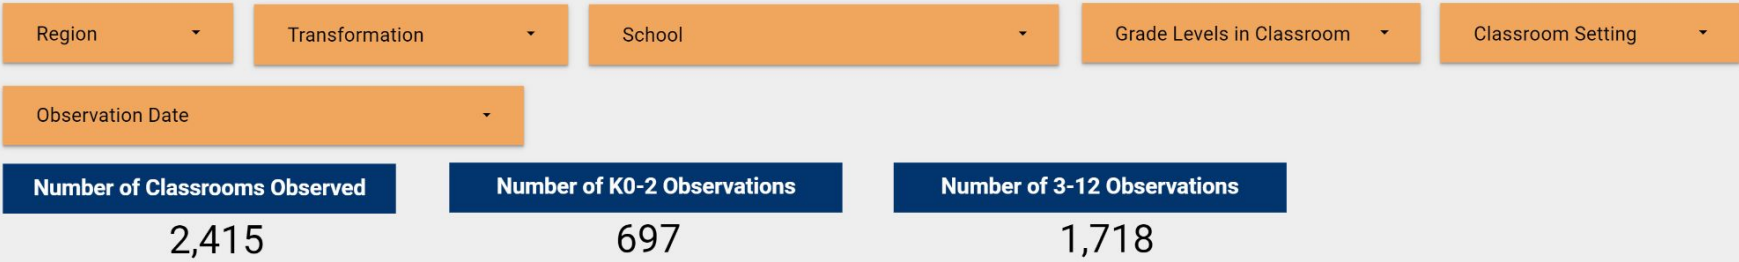 Region
Transformation
School
Grade Levels in Classroom
Classroom Setting
Observation Date
Number of Classrooms Observed
Number of K0-2 Observations
Number of 3-12 Observations
2,415
697
1,718